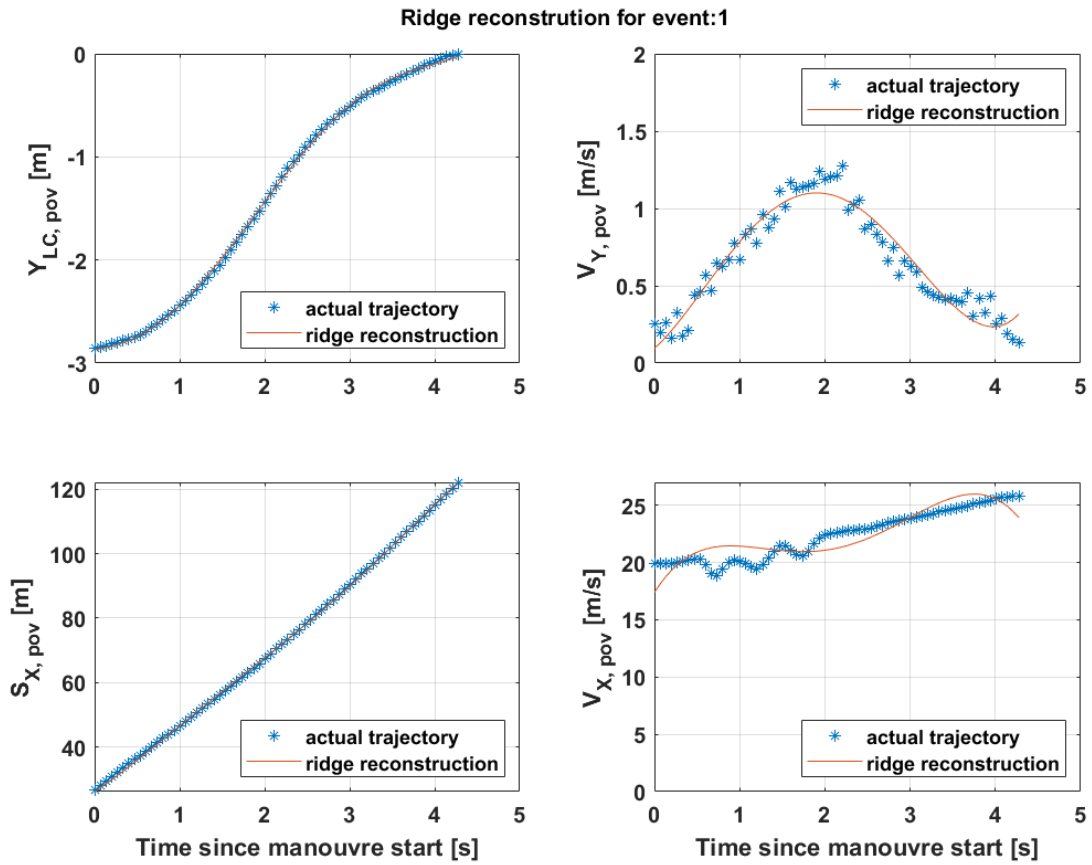 Ridge reconstrution for event:1
0
-1
-2
-3
Y_LC, pov [m]
actual trajectory
ridge reconstruction
0 1 2 3 4 5
2
1.5
1
0.5
0
V_Y, pov [m/s]
actual trajectory
ridge reconstruction
0 1 2 3 4 5
120
100
80
60
40
S_X, pov [m]
actual trajectory
ridge reconstruction
0 1 2 3 4 5
Time since manouvre start [s]
25
20
15
10
5
0
V_X, pov [m/s]
actual trajectory
ridge reconstruction
0 1 2 3 4 5
Time since manouvre start [s]